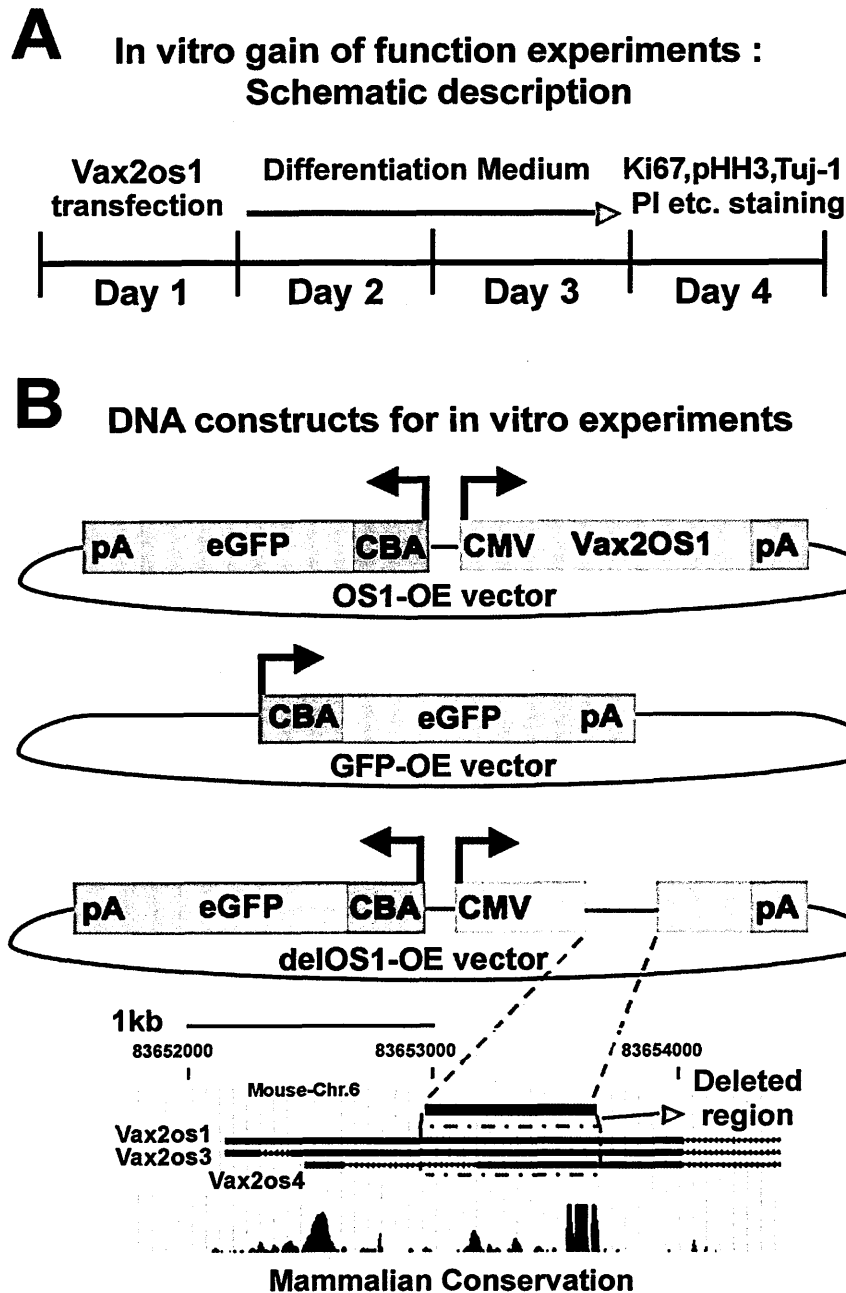 A
In vitro gain of function experiments :
Schematic description
Vax2os1
transfection
Differentiation Medium
Ki67,pHH3,Tuj-1
PI etc. staining
Day 1
Day 2
Day 3
Day 4
B
DNA constructs for in vitro experiments
pA eGFP CBA CMV Vax2OS1 pA
OS1-OE vector
CBA eGFP pA
GFP-OE vector
pA eGFP CBA CMV pA
delOS1-OE vector
1kb
83652000 83653000 83654000
Mouse-Chr.6
Deleted
region
Vax2os1
Vax2os3
Vax2os4
Mammalian Conservation